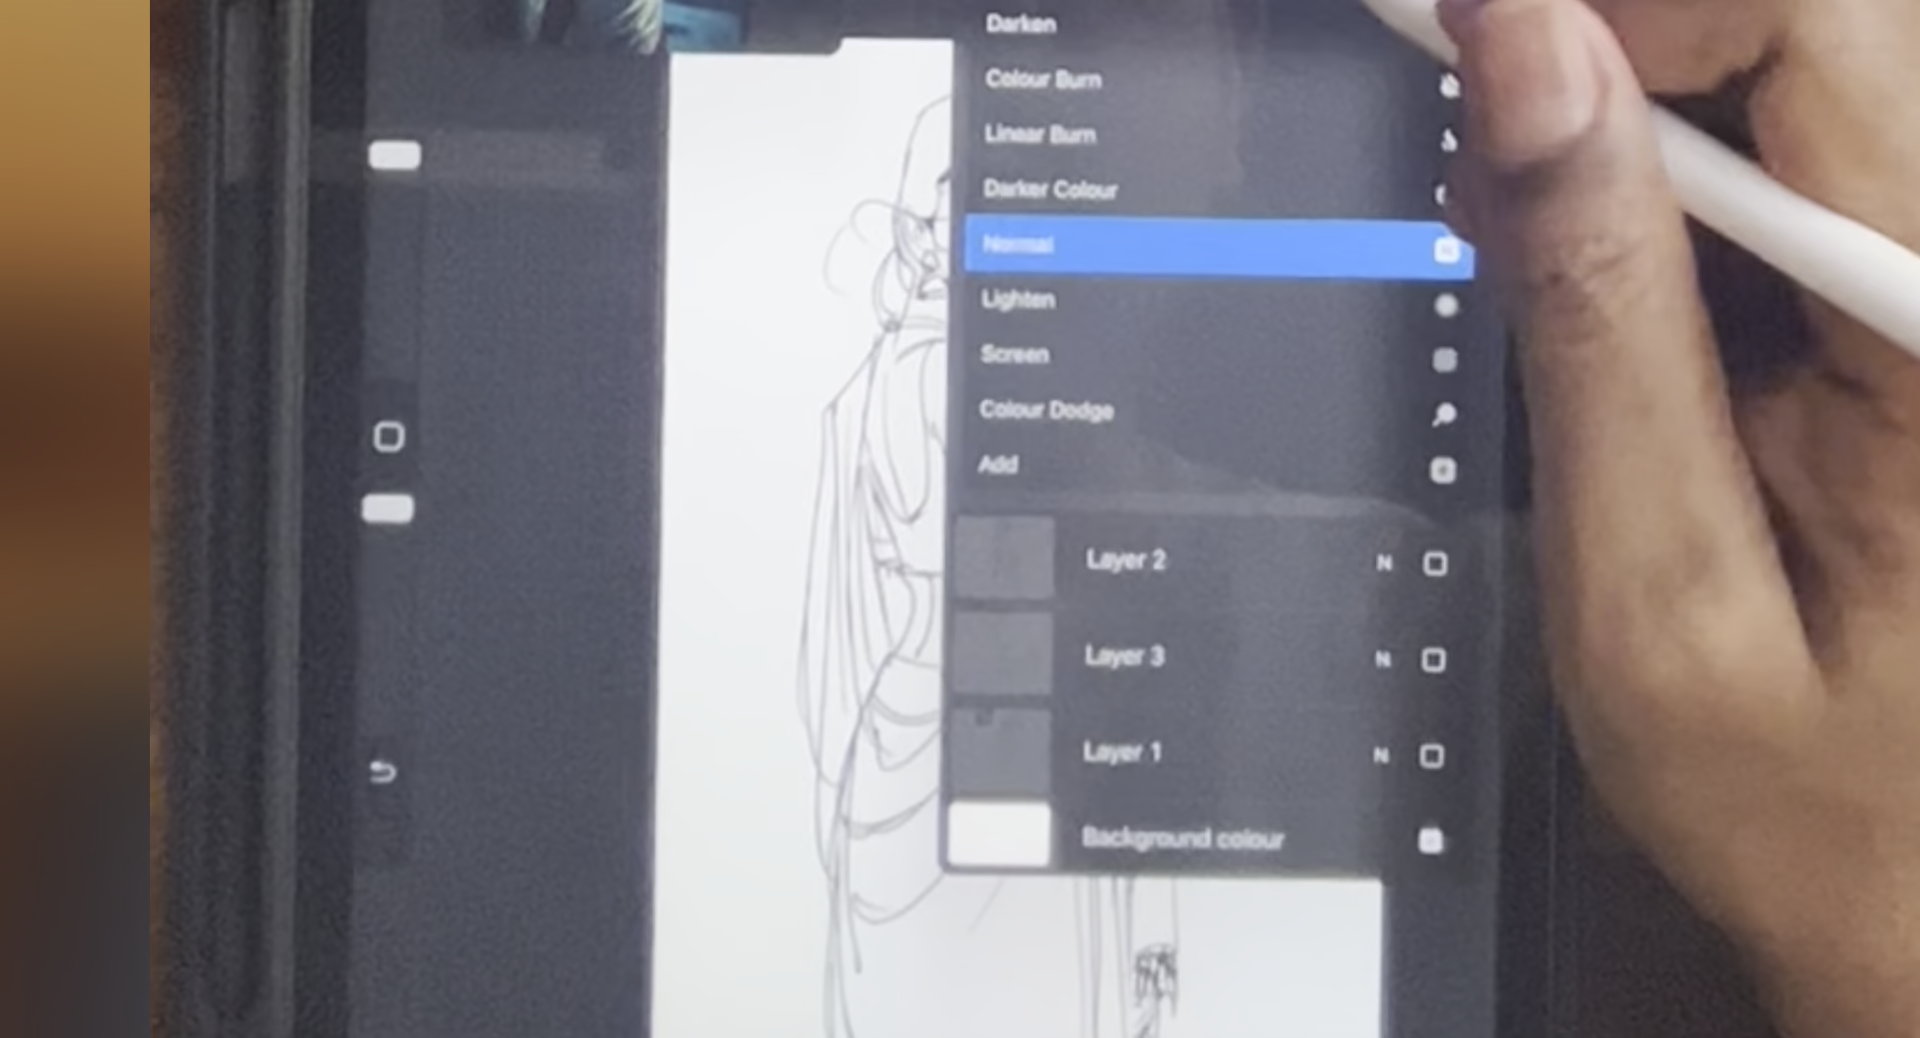 Darken
Colour Burn
Linear Burn
Darker Colour
Normal
Lighten
Screen
Colour Dodge
Add
Layer 2 N
Layer 3 N
Layer 1 N
Background colour